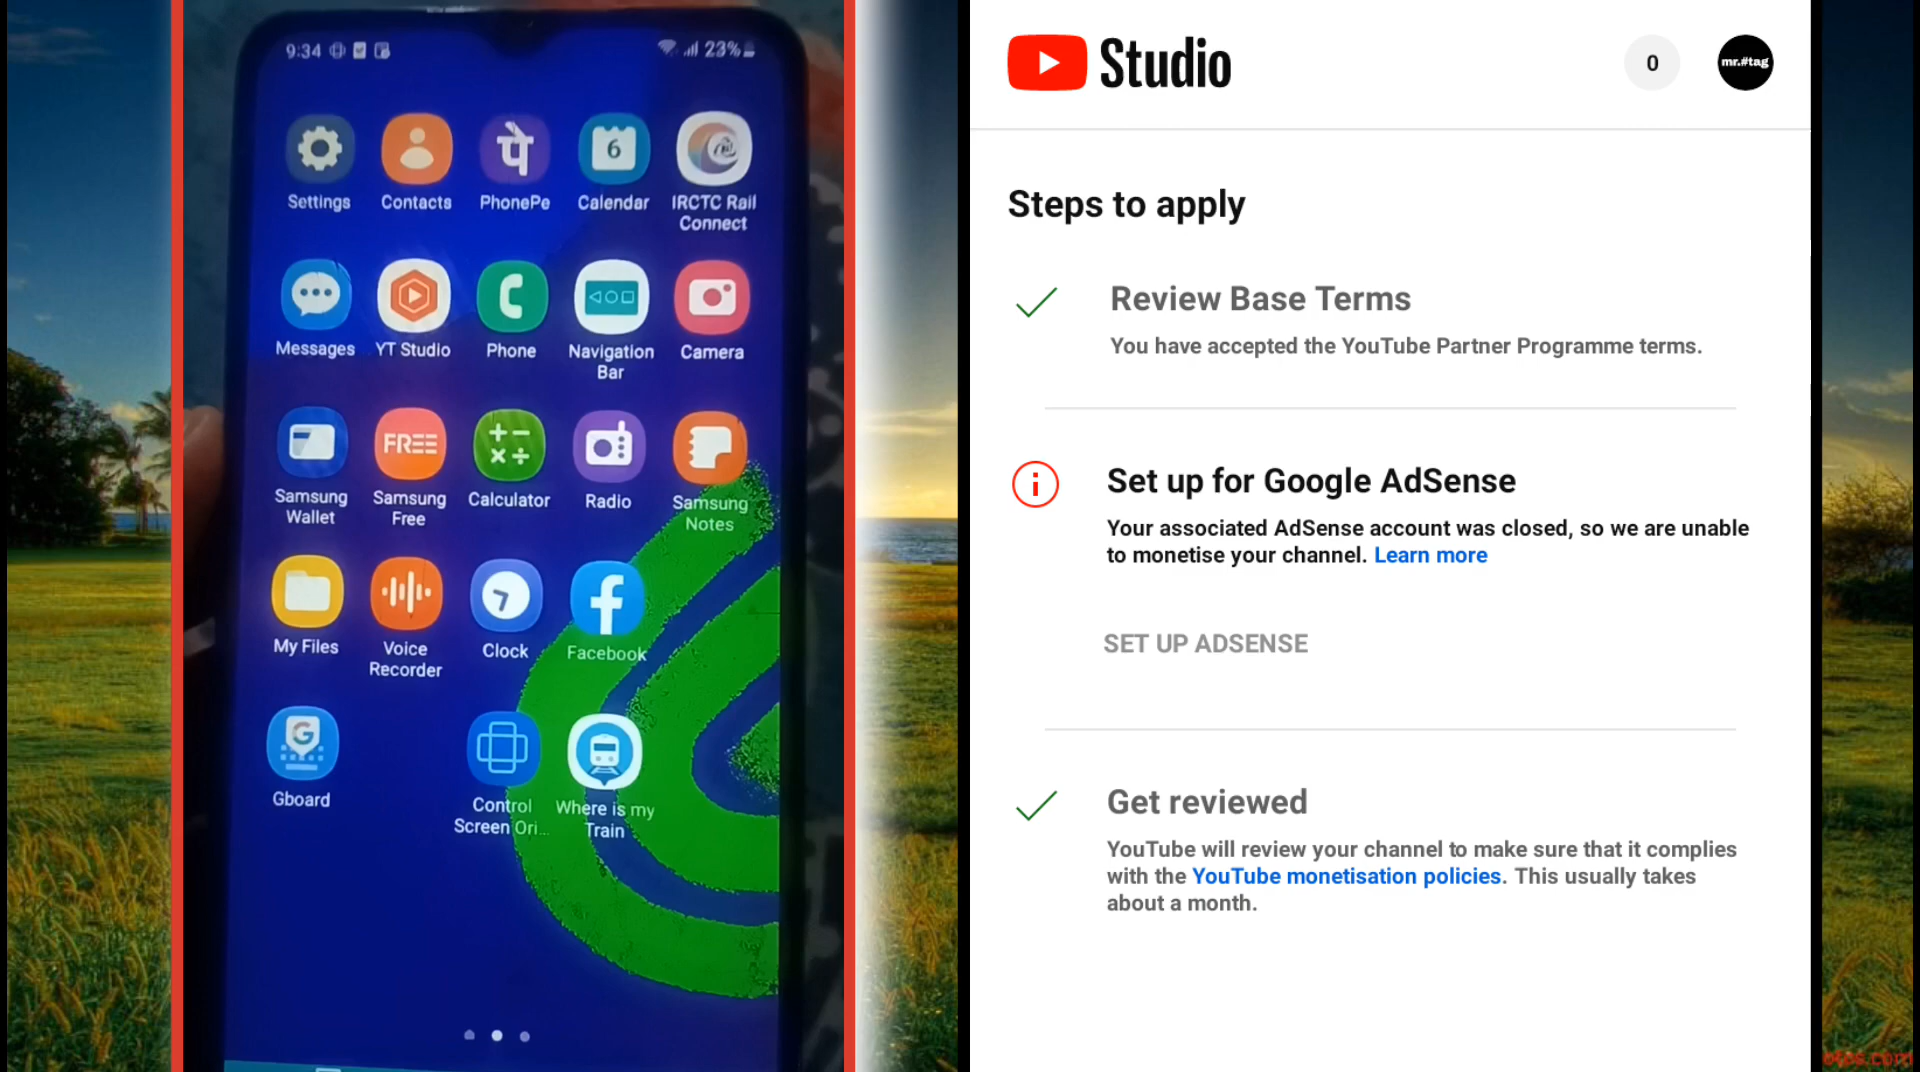 9:34
23%
6
Settings
Contacts
PhonePe
Calendar
IRCTC Rail
Connect
Messages
YT Studio
Phone
Navigation
Bar
Camera
FREE
Samsung
Wallet
Samsung
Free
Calculator
Radio
Samsung
Notes
My Files
Voice
Recorder
Clock
Facebook
G
Gboard
Control
Screen Ori...
Where is my
Train
Studio
0
mr.#tag
Steps to apply
Review Base Terms
You have accepted the YouTube Partner Programme terms.
Set up for Google AdSense
Your associated AdSense account was closed, so we are unable
to monetise your channel. Learn more
SET UP ADSENSE
Get reviewed
YouTube will review your channel to make sure that it complies
with the YouTube monetisation policies. This usually takes
about a month.